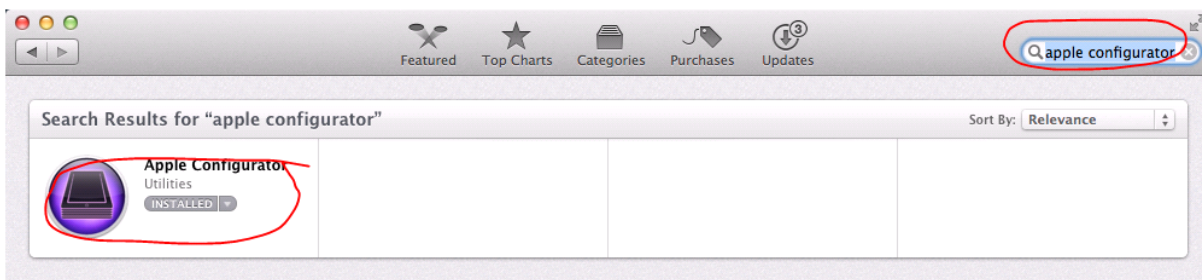 3
Featured Top Charts Categories Purchases Updates
apple configurator
Search Results for “apple configurator”
Sort By: Relevance
Apple Configurator
Utilities
INSTALLED